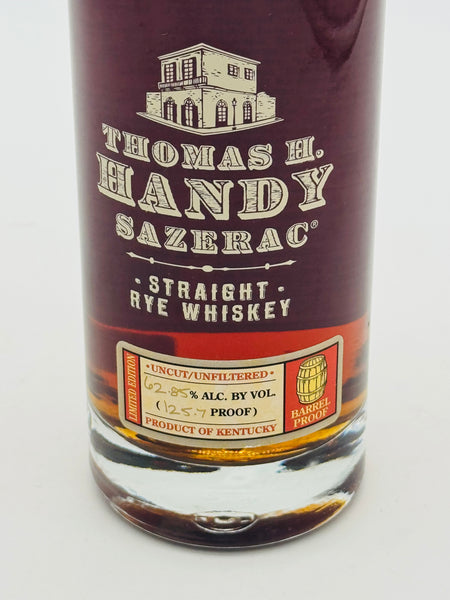 THOMAS H.
HANDY
SAZERAC®
· STRAIGHT ·
RYE WHISKEY
LIMITED EDITION
· UNCUT/UNFILTERED ·
62.85 % ALC. BY VOL.
(125.7 PROOF)
PRODUCT OF KENTUCKY
BARREL
PROOF